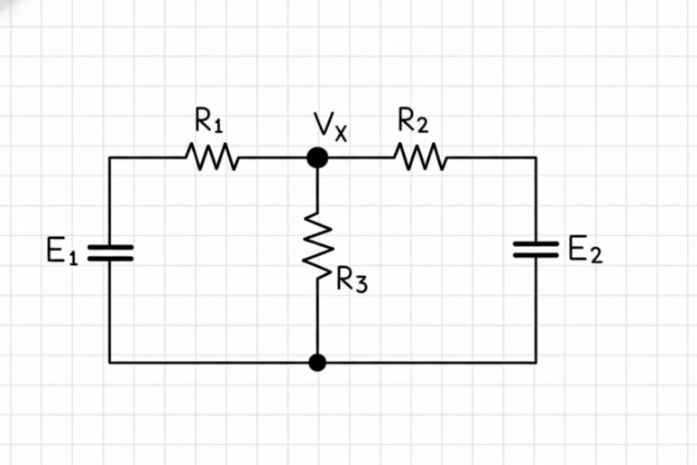 R₁
Vₓ
R₂
E₁
E₂
R₃